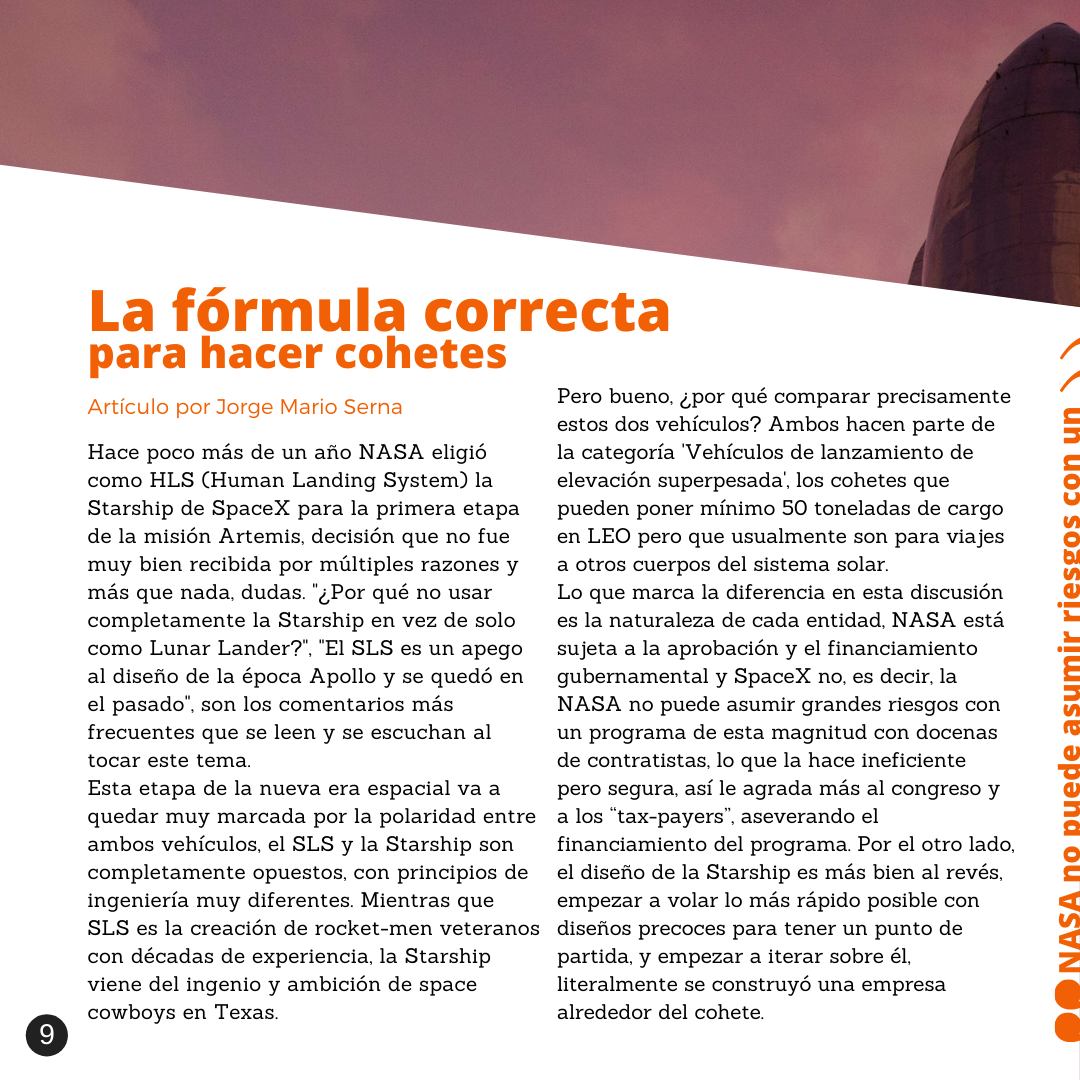 La fórmula correcta
para hacer cohetes
Artículo por Jorge Mario Serna
Hace poco más de un año NASA eligió
como HLS (Human Landing System) la
Starship de SpaceX para la primera etapa
de la misión Artemis, decisión que no fue
muy bien recibida por múltiples razones y
más que nada, dudas. "¿Por qué no usar
completamente la Starship en vez de solo
como Lunar Lander?", "El SLS es un apego
al diseño de la época Apollo y se quedó en
el pasado", son los comentarios más
frecuentes que se leen y se escuchan al
tocar este tema.
Esta etapa de la nueva era espacial va a
quedar muy marcada por la polaridad entre
ambos vehículos, el SLS y la Starship son
completamente opuestos, con principios de
ingeniería muy diferentes. Mientras que
SLS es la creación de rocket-men veteranos
con décadas de experiencia, la Starship
viene del ingenio y ambición de space
cowboys en Texas.
Pero bueno, ¿por qué comparar precisamente
estos dos vehículos? Ambos hacen parte de
la categoría 'Vehículos de lanzamiento de
elevación superpesada', los cohetes que
pueden poner mínimo 50 toneladas de cargo
en LEO pero que usualmente son para viajes
a otros cuerpos del sistema solar.
Lo que marca la diferencia en esta discusión
es la naturaleza de cada entidad, NASA está
sujeta a la aprobación y el financiamiento
gubernamental y SpaceX no, es decir, la
NASA no puede asumir grandes riesgos con
un programa de esta magnitud con docenas
de contratistas, lo que la hace ineficiente
pero segura, así le agrada más al congreso y
a los “tax-payers”, aseverando el
financiamiento del programa. Por el otro lado,
el diseño de la Starship es más bien al revés,
empezar a volar lo más rápido posible con
diseños precoces para tener un punto de
partida, y empezar a iterar sobre él,
literalmente se construyó una empresa
alrededor del cohete.
NASA no puede asumir riesgos con un
9